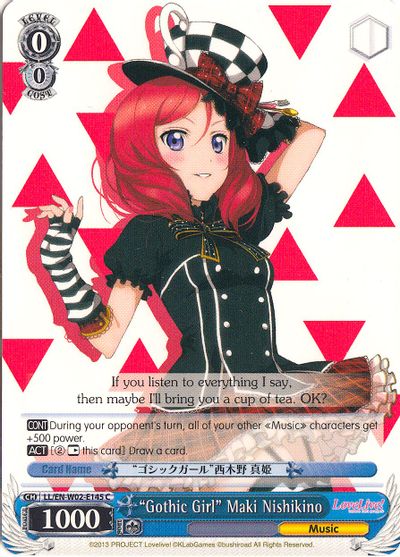 LEVEL
0
0
COST
If you listen to everything I say,
then maybe I'll bring you a cup of tea. OK?
CONT During your opponent's turn, all of your other «Music» characters get
+500 power.
ACT [② this card] Draw a card.
Card Name “ゴシックガール”西木野 真姫
CH LL/EN-W02-E145 C
POWER 1000 “Gothic Girl” Maki Nishikino LoveLive!
Music
©2013 PROJECT Lovelive! ©KLabGames ©bushiroad All Rights Reserved.